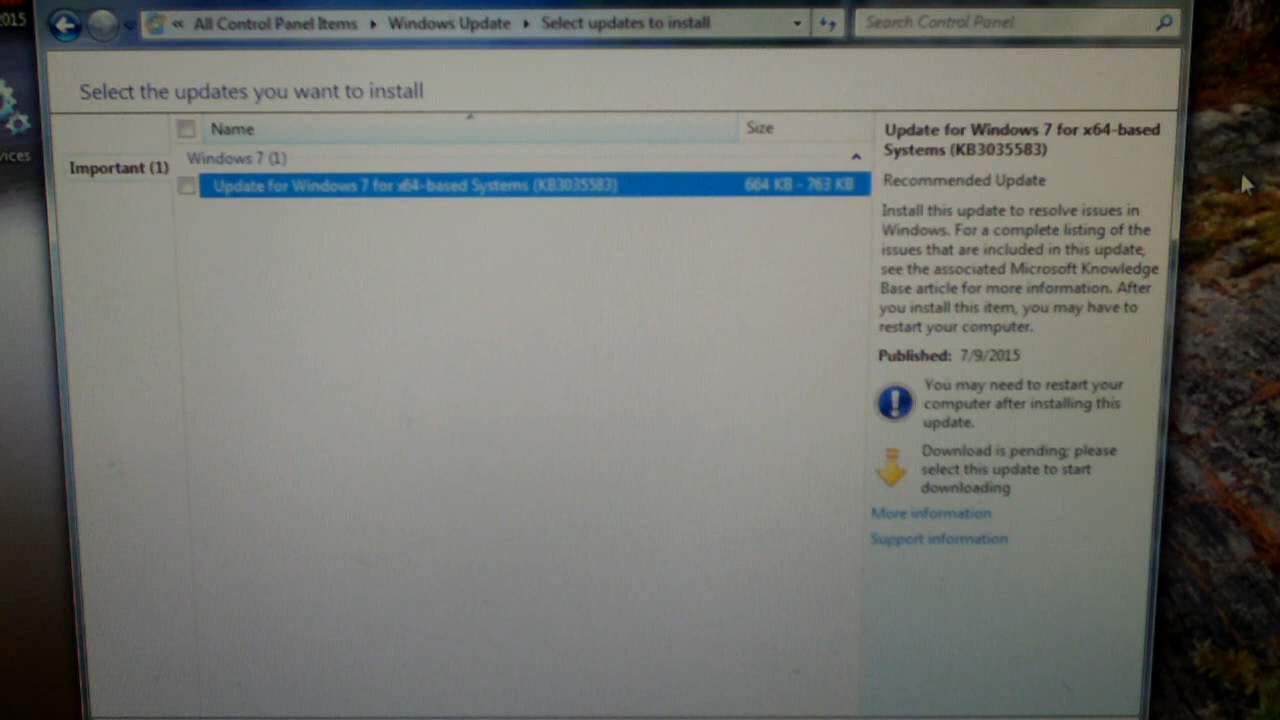 2015
« All Control Panel Items Windows Update Select updates to install
Search Control Panel
Select the updates you want to install
Name Size
Important (1)
Windows 7 (1)
Update for Windows 7 for x64-based Systems (KB3035583) 664 KB - 763 KB
Update for Windows 7 for x64-based
Systems (KB3035583)
Recommended Update
Install this update to resolve issues in
Windows. For a complete listing of the
issues that are included in this update,
see the associated Microsoft Knowledge
Base article for more information. After
you install this item, you may have to
restart your computer.
Published: 7/9/2015
You may need to restart your
computer after installing this
update.
Download is pending; please
select this update to start
downloading
More information
Support information
vices